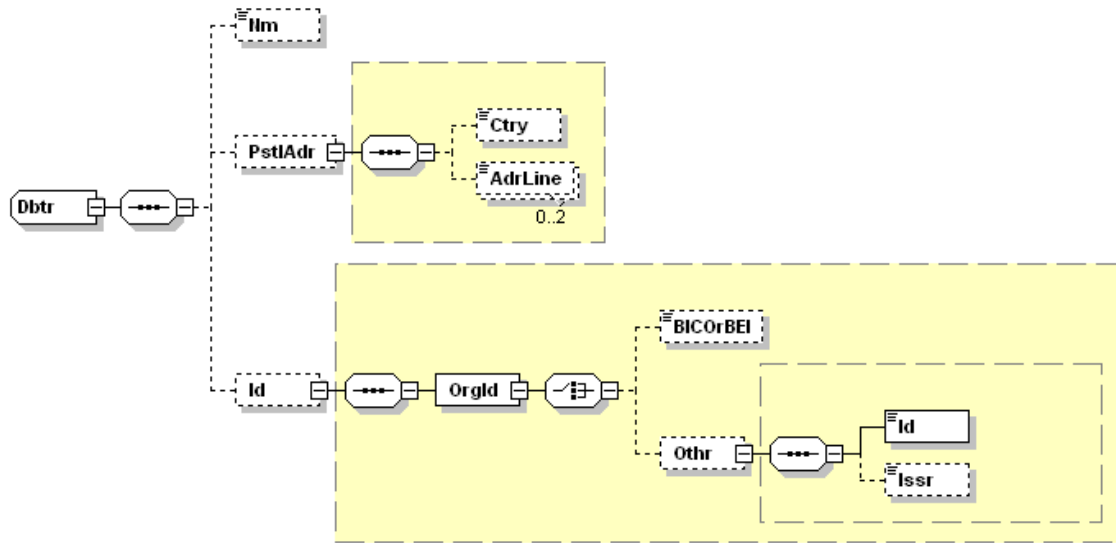 Nm
Ctry
PstlAdr
AdrLine
0..2
Dbtr
BICOrBEI
Id
OrgId
Id
Othr
Issr